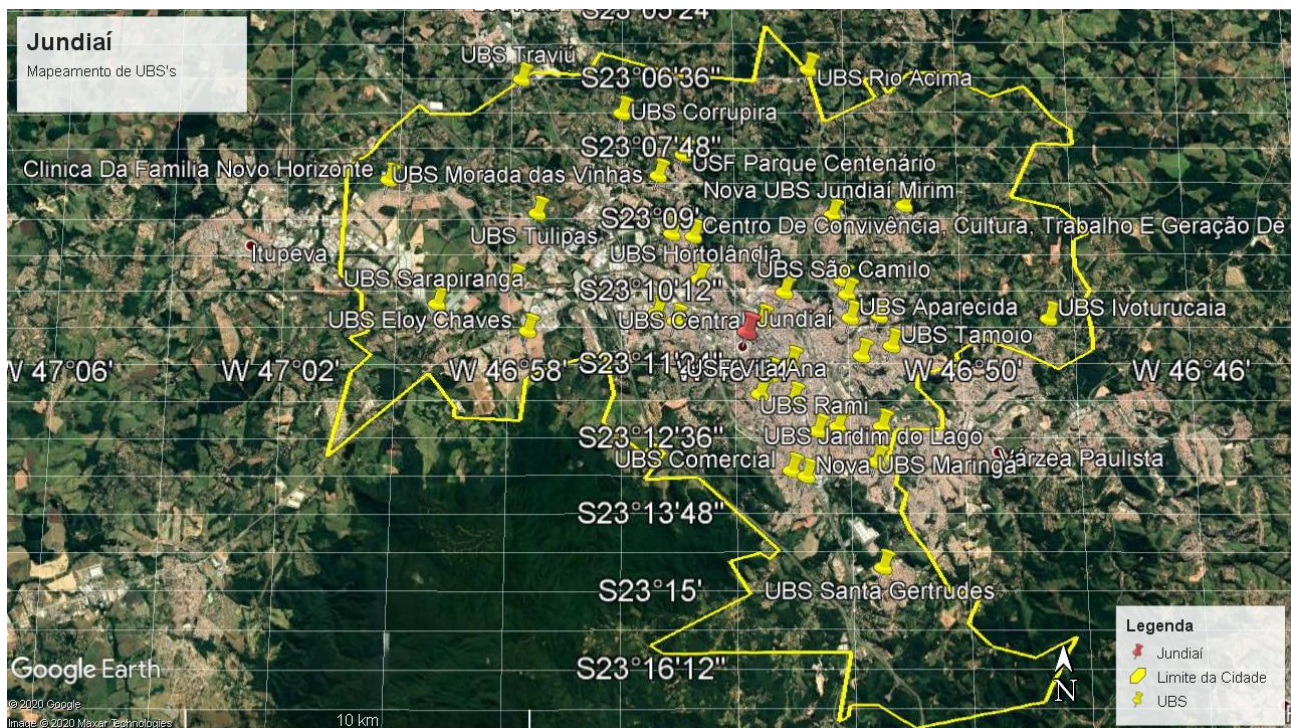 Jundiaí
Mapeamento de UBS's
S23°05'24"
UBS Traviú
S23°06'36"
UBS Rio Acima
UBS Corrupira
S23°07'48"
Clinica Da Familia Novo Horizonte
UBS Morada das Vinhas
USF Parque Centenário
Nova UBS Jundiaí Mirim
S23°09'
Centro De Convivência, Cultura, Trabalho E Geração De
UBS Tulipas
Itupeva
UBS Hortolândia
UBS São Camilo
UBS Sarapiranga
S23°10'12"
UBS Aparecida
UBS Ivoturucaia
UBS Eloy Chaves
UBS Central
Jundiaí
UBS Tamoio
S23°11'24"
W 47°06'
W 47°02'
W 46°58'
Vila Ana
W 46°50'
W 46°46'
UBS Rami
S23°12'36"
UBS Jardim do Lago
UBS Comercial
Nova UBS Maringá
Várzea Paulista
S23°13'48"
S23°15'
UBS Santa Gertrudes
S23°16'12"
Legenda
Jundiaí
Limite da Cidade
UBS
N
Google Earth
© 2020 Google
Image © 2020 Maxar Technologies
10 km